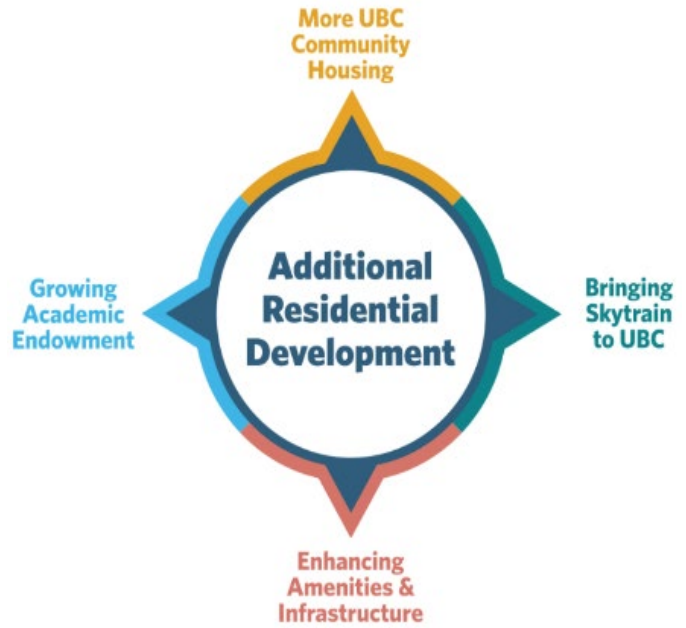 More UBC
Community
Housing
Growing
Academic
Endowment
Additional
Residential
Development
Bringing
Skytrain
to UBC
Enhancing
Amenities &
Infrastructure